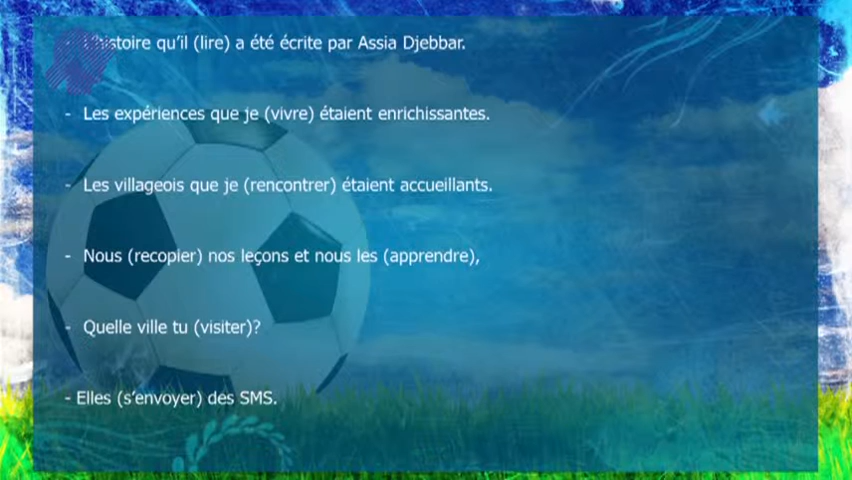 - L'histoire qu'il (lire) a été écrite par Assia Djebbar.
- Les expériences que je (vivre) étaient enrichissantes.
- Les villageois que je (rencontrer) étaient accueillants.
- Nous (recopier) nos leçons et nous les (apprendre),
- Quelle ville tu (visiter)?
- Elles (s'envoyer) des SMS.